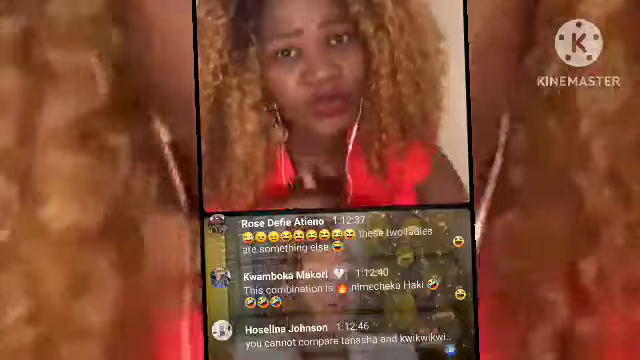 KINEMASTER
Rose Defie Atieno 1:12:37
😜😐😐😂😆😆😆😆😜😆 these two ladies
are something else 😂
Kwamboka Makori 💔 1:12:40
This combination is 🔥 nimecheka Haki 🤣
🤣🤣🤣
Hoselina Johnson 1:12:46
you cannot compare tanasha and kwikwikwi..